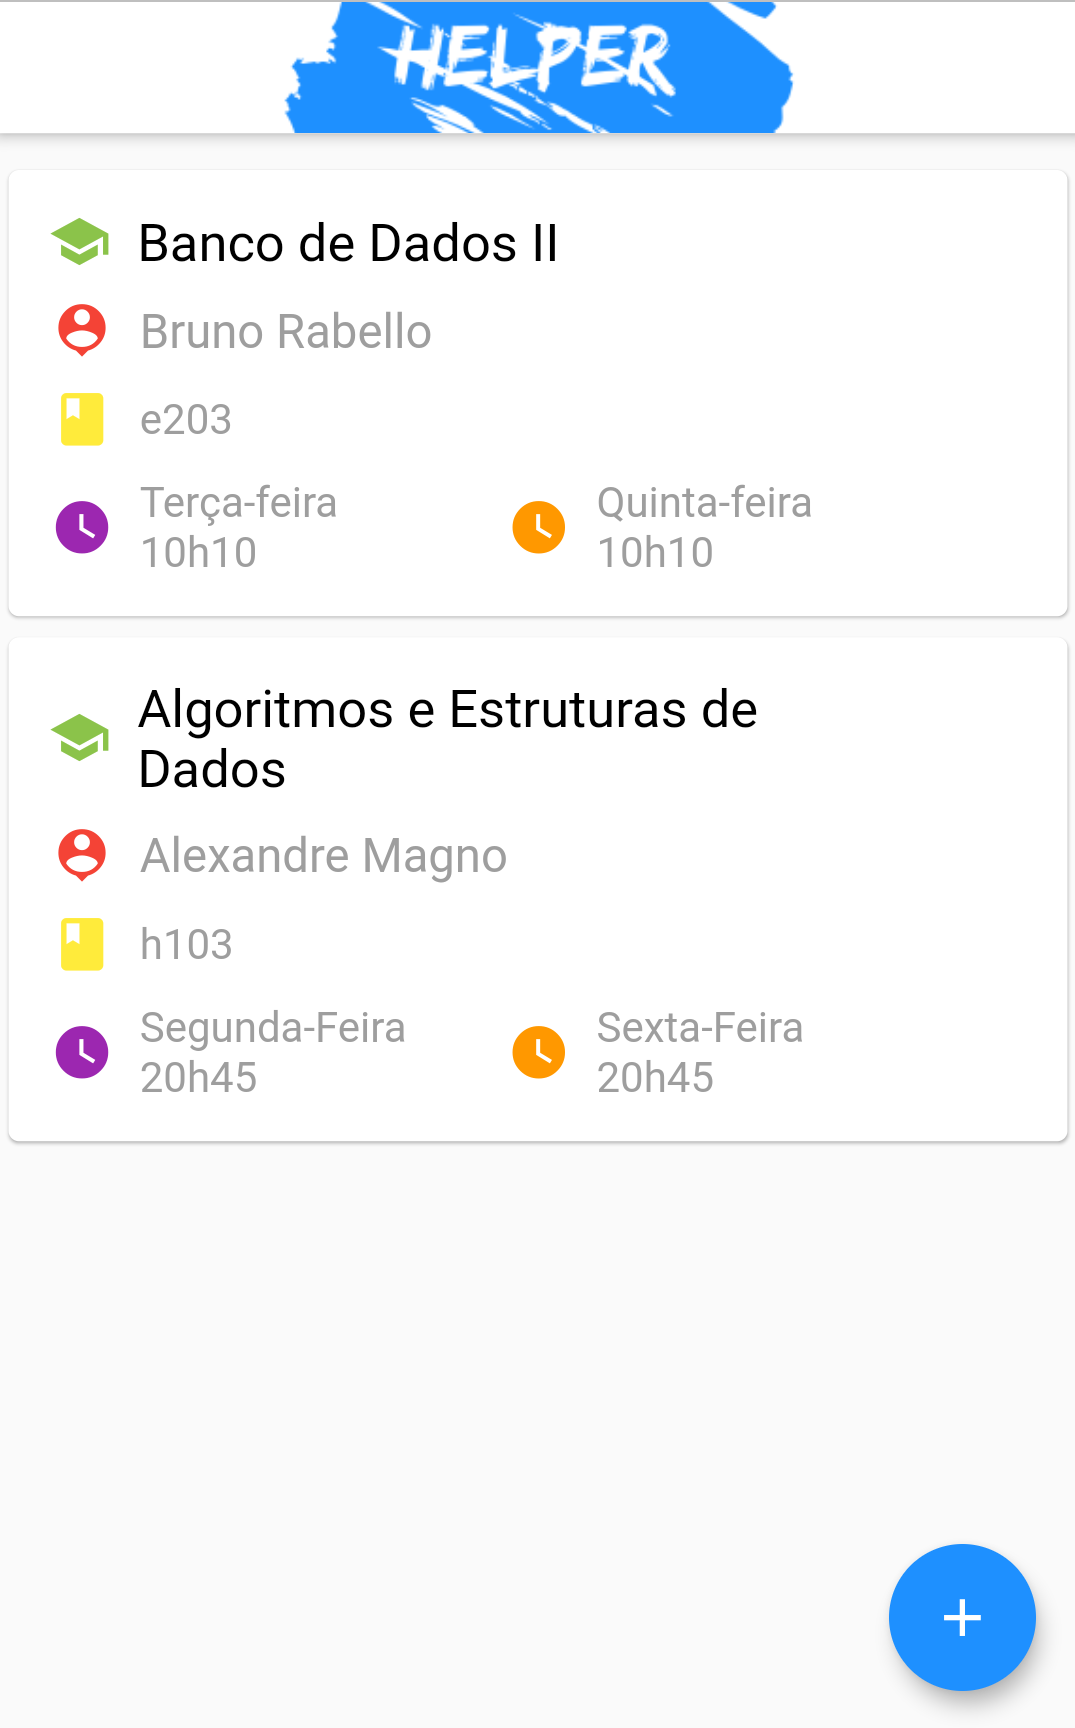 HELPER
Banco de Dados II
Bruno Rabello
e203
Terça-feira
10h10
Quinta-feira
10h10
Algoritmos e Estruturas de
Dados
Alexandre Magno
h103
Segunda-Feira
20h45
Sexta-Feira
20h45